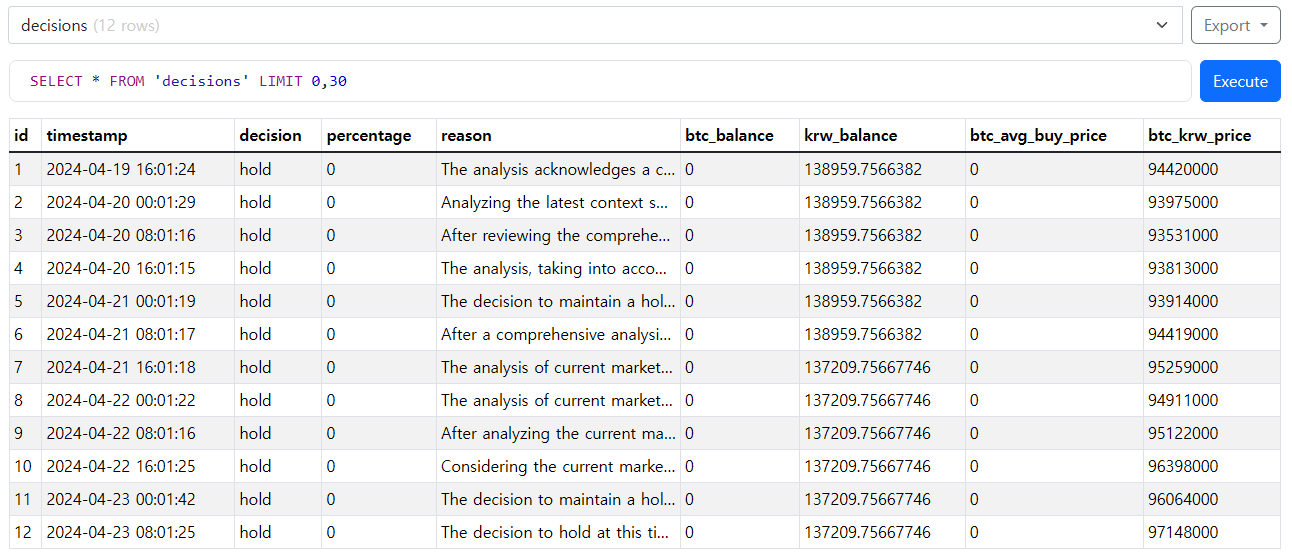 decisions (12 rows) Export
SELECT * FROM 'decisions' LIMIT 0,30 Execute
id timestamp decision percentage reason btc_balance krw_balance btc_avg_buy_price btc_krw_price
1 2024-04-19 16:01:24 hold 0 The analysis acknowledges a c... 0 138959.7566382 0 94420000
2 2024-04-20 00:01:29 hold 0 Analyzing the latest context s... 0 138959.7566382 0 93975000
3 2024-04-20 08:01:16 hold 0 After reviewing the comprehe... 0 138959.7566382 0 93531000
4 2024-04-20 16:01:15 hold 0 The analysis, taking into acco... 0 138959.7566382 0 93813000
5 2024-04-21 00:01:19 hold 0 The decision to maintain a hol... 0 138959.7566382 0 93914000
6 2024-04-21 08:01:17 hold 0 After a comprehensive analysi... 0 138959.7566382 0 94419000
7 2024-04-21 16:01:18 hold 0 The analysis of current market... 0 137209.75667746 0 95259000
8 2024-04-22 00:01:22 hold 0 The analysis of current market... 0 137209.75667746 0 94911000
9 2024-04-22 08:01:16 hold 0 After analyzing the current ma... 0 137209.75667746 0 95122000
10 2024-04-22 16:01:25 hold 0 Considering the current marke... 0 137209.75667746 0 96398000
11 2024-04-23 00:01:42 hold 0 The decision to maintain a hol... 0 137209.75667746 0 96064000
12 2024-04-23 08:01:25 hold 0 The decision to hold at this ti... 0 137209.75667746 0 97148000